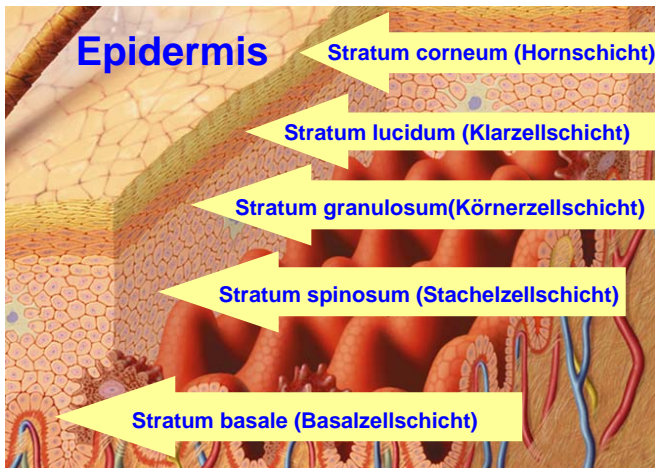 Epidermis
Stratum corneum (Hornschicht)
Stratum lucidum (Klarzellschicht)
Stratum granulosum(Körnerzellschicht)
Stratum spinosum (Stachelzellschicht)
Stratum basale (Basalzellschicht)